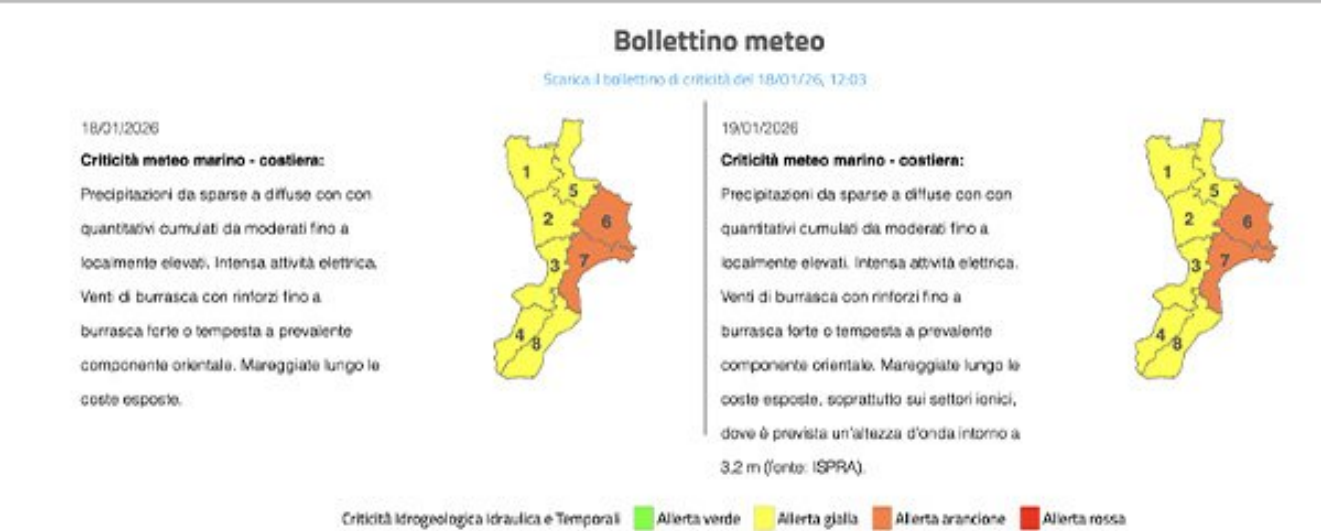 Bollettino meteo
Scarica il bollettino di criticità del 18/01/26, 12:03
18/01/2026
Criticità meteo marino - costiera:
Precipitazioni da sparse a diffuse con con
quantitativi cumulati da moderati fino a
localmente elevati. Intensa attività elettrica.
Venti di burrasca con rinforzi fino a
burrasca forte o tempesta a prevalente
componente orientale. Mareggiate lungo le
coste esposte.
1
5
2
6
3
7
4
8
19/01/2026
Criticità meteo marino - costiera:
Precipitazioni da sparse a diffuse con con
quantitativi cumulati da moderati fino a
localmente elevati. Intensa attività elettrica.
Venti di burrasca con rinforzi fino a
burrasca forte o tempesta a prevalente
componente orientale. Mareggiate lungo le
coste esposte, soprattutto sui settori ionici,
dove è prevista un'altezza d'onda intorno a
3,2 m (fonte: ISPRA).
1
5
2
6
3
7
4
8
Criticità Idrogeologica Idraulica e Temporali Allerta verde Allerta gialla Allerta arancione Allerta rossa